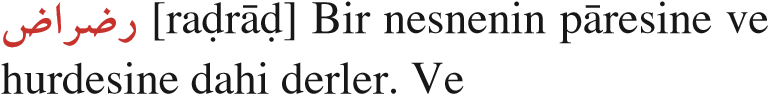 رضراض [raḍrāḍ] Bir nesnenin pāresine ve
hurdesine dahi derler. Ve